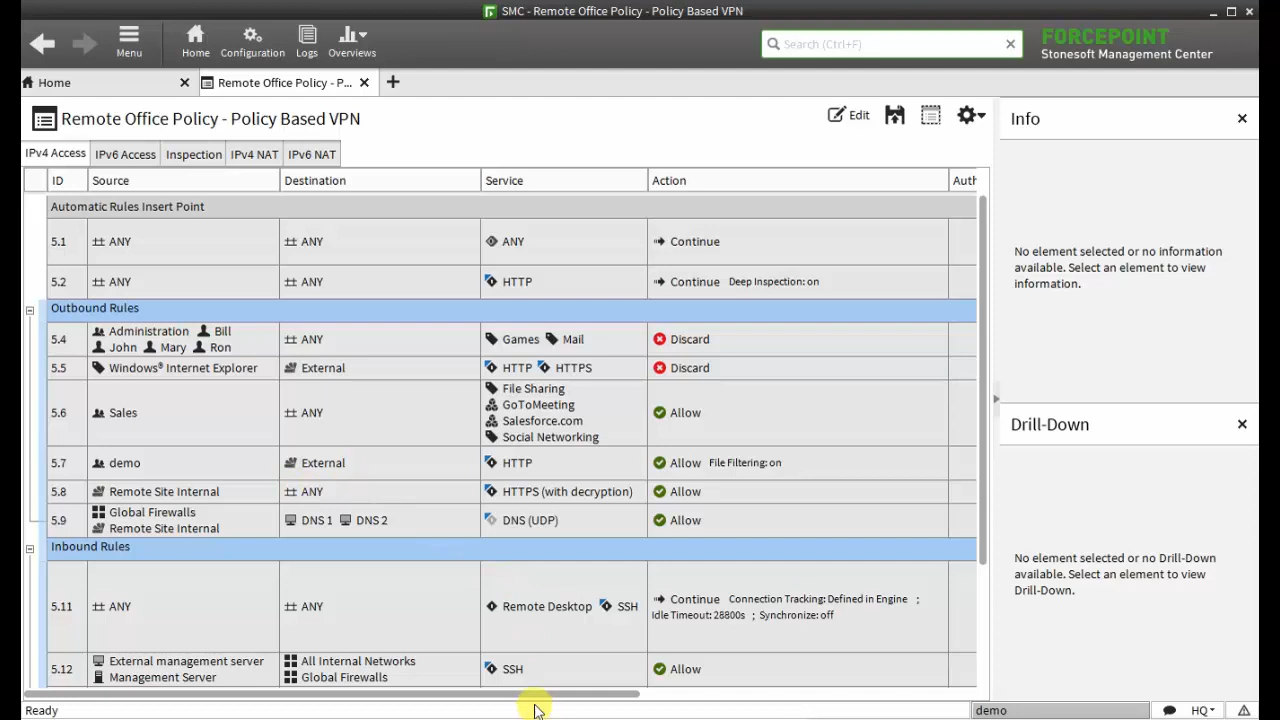 SMC - Remote Office Policy - Policy Based VPN
Menu
Home
Configuration
Logs
Overviews
Search (Ctrl+F)
FORCEPOINT
Stonesoft Management Center
Home
Remote Office Policy - P...
Remote Office Policy - Policy Based VPN
Edit
IPv4 Access IPv6 Access Inspection IPv4 NAT IPv6 NAT
ID Source Destination Service Action Auth
Automatic Rules Insert Point
5.1 ANY ANY ANY Continue
5.2 ANY ANY HTTP Continue Deep Inspection: on
Outbound Rules
5.4 Administration Bill
John Mary Ron ANY Games Mail Discard
5.5 Windows® Internet Explorer External HTTP HTTPS Discard
5.6 Sales ANY File Sharing
GoToMeeting
Salesforce.com
Social Networking Allow
5.7 demo External HTTP Allow File Filtering: on
5.8 Remote Site Internal ANY HTTPS (with decryption) Allow
5.9 Global Firewalls
Remote Site Internal DNS 1 DNS 2 DNS (UDP) Allow
Inbound Rules
5.11 ANY ANY Remote Desktop SSH Continue Connection Tracking: Defined in Engine ;
Idle Timeout: 28800s ; Synchronize: off
5.12 External management server
Management Server All Internal Networks
Global Firewalls SSH Allow
Info
No element selected or no information
available. Select an element to view
information.
Drill-Down
No element selected or no Drill-Down
available. Select an element to view
Drill-Down.
Ready
demo
HQ